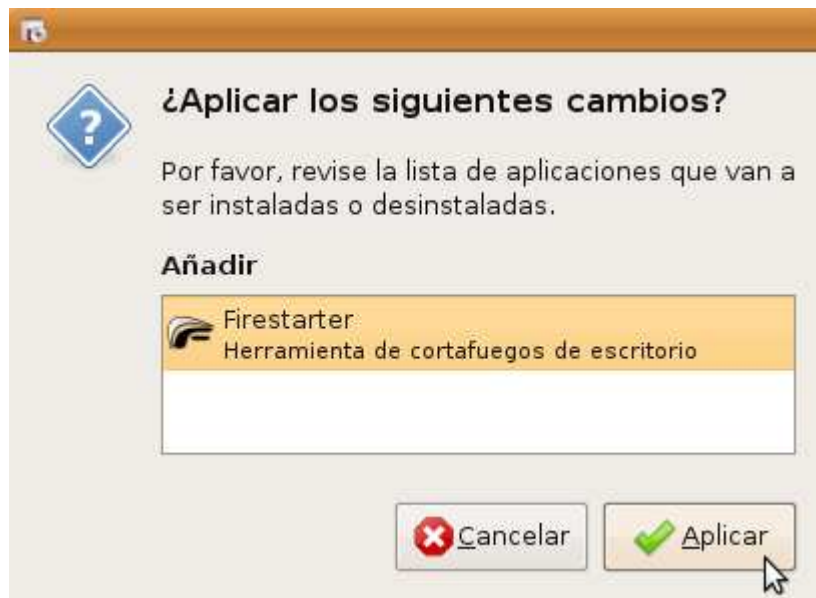 ¿Aplicar los siguientes cambios?
Por favor, revise la lista de aplicaciones que van a
ser instaladas o desinstaladas.
Añadir
Firestarter
Herramienta de cortafuegos de escritorio
Cancelar
Aplicar